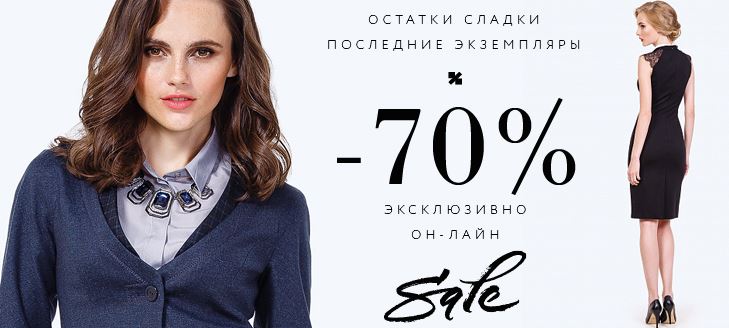 ОСТАТКИ СЛАДКИ
ПОСЛЕДНИЕ ЭКЗЕМПЛЯРЫ
-70%
ЭКСКЛЮЗИВНО
ОН-ЛАЙН
Sale